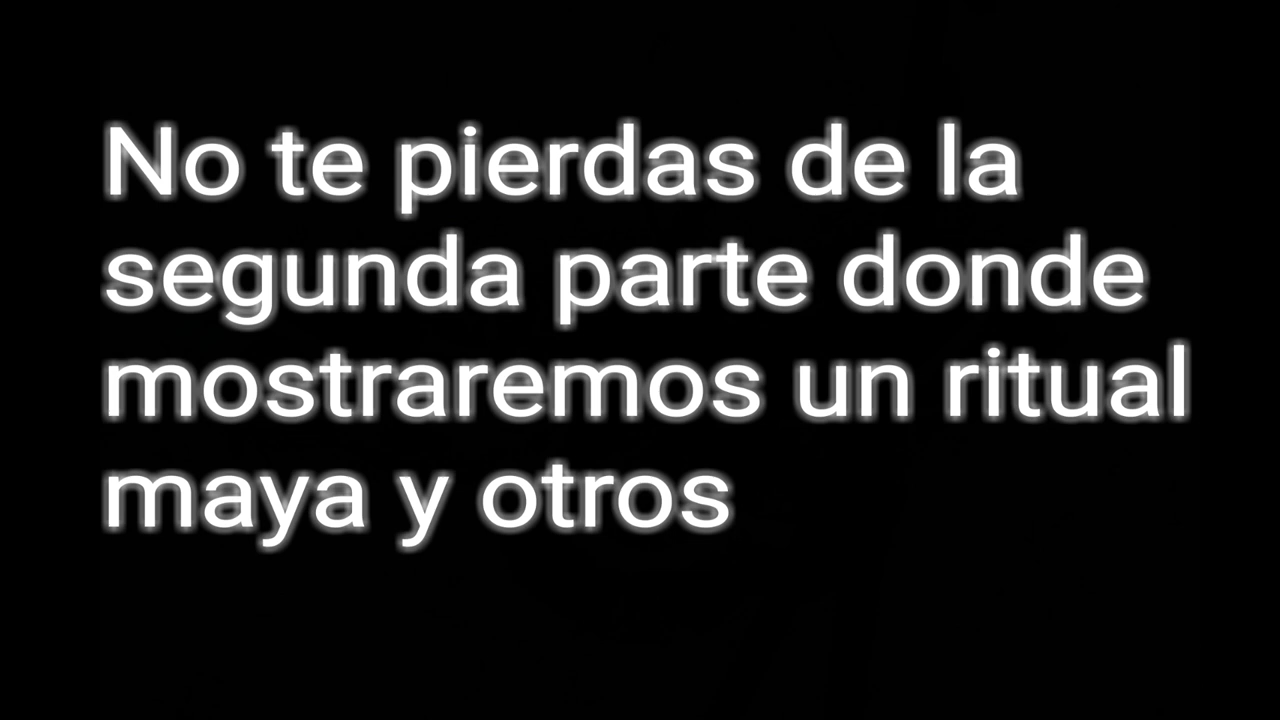 No te pierdas de la
segunda parte donde
mostraremos un ritual
maya y otros